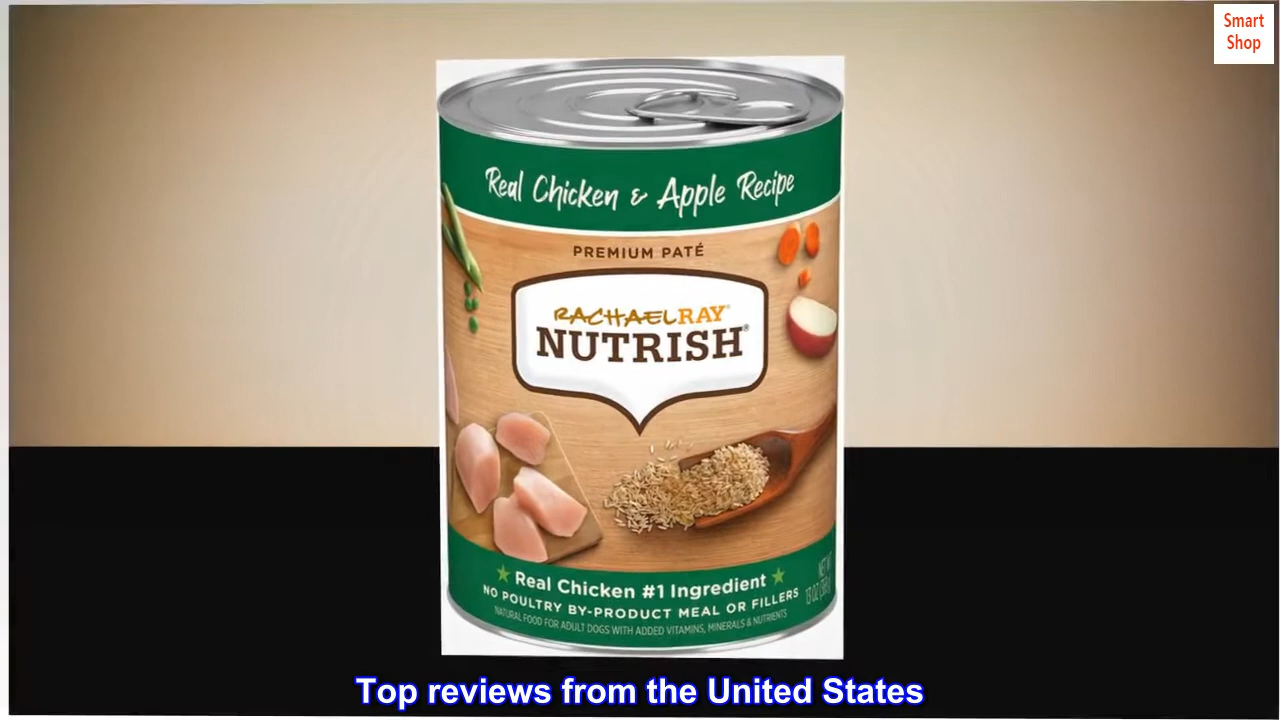 Smart
Shop
Real Chicken & Apple Recipe
PREMIUM PATÉ
RACHAEL RAY®
NUTRISH®
Real Chicken #1 Ingredient
NO POULTRY BY-PRODUCT MEAL OR FILLERS
NATURAL FOOD FOR ADULT DOGS WITH ADDED VITAMINS, MINERALS & NUTRIENTS
NET WT
13 OZ
Top reviews from the United States